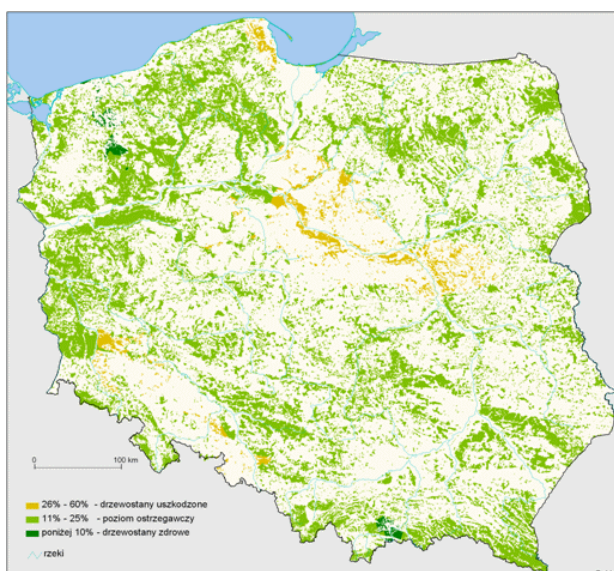 0 100 km
26% - 60% - drzewostany uszkodzone
11% - 25% - poziom ostrzegawczy
poniżej 10% - drzewostany zdrowe
rzeki